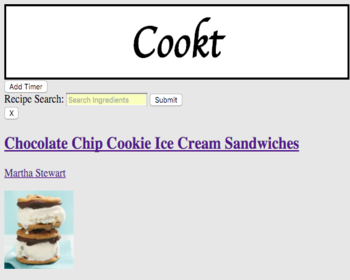 Cookt
Add Timer
Recipe Search: Search Ingredients Submit
X
Chocolate Chip Cookie Ice Cream Sandwiches
Martha Stewart